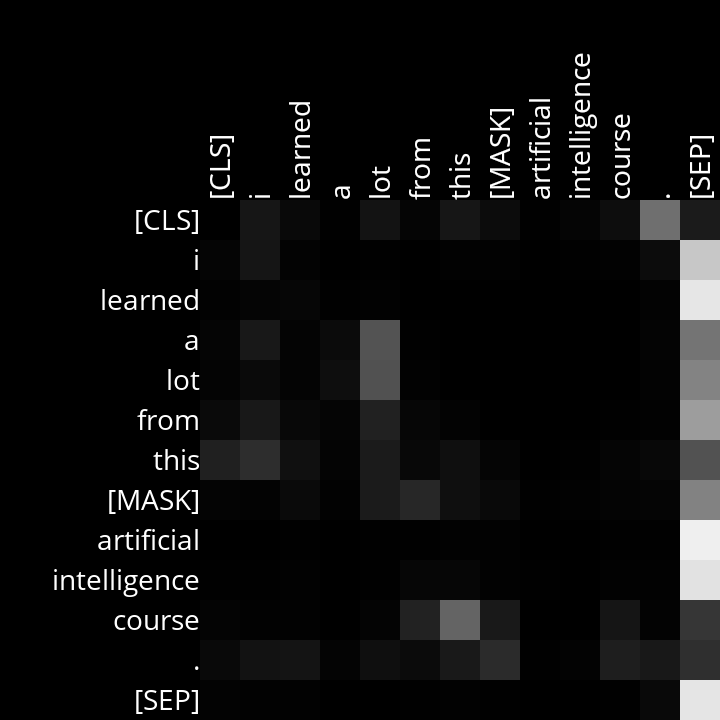 [CLS] i learned a lot from this [MASK] artificial intelligence course . [SEP]
[CLS]
i
learned
a
lot
from
this
[MASK]
artificial
intelligence
course
.
[SEP]